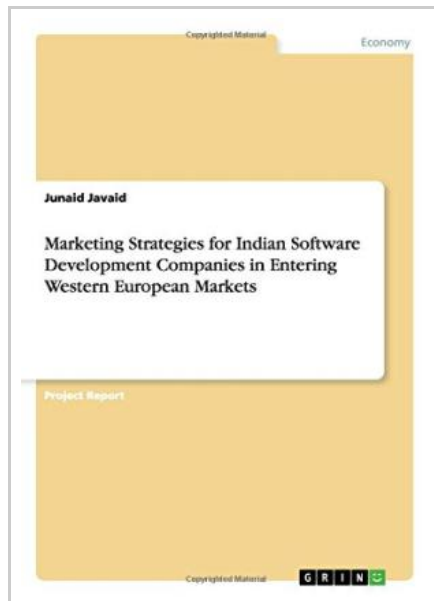 Copyrighted Material
Economy
Junaid Javaid
Marketing Strategies for Indian Software
Development Companies in Entering
Western European Markets
Project Report
Copyrighted Material
GRIN